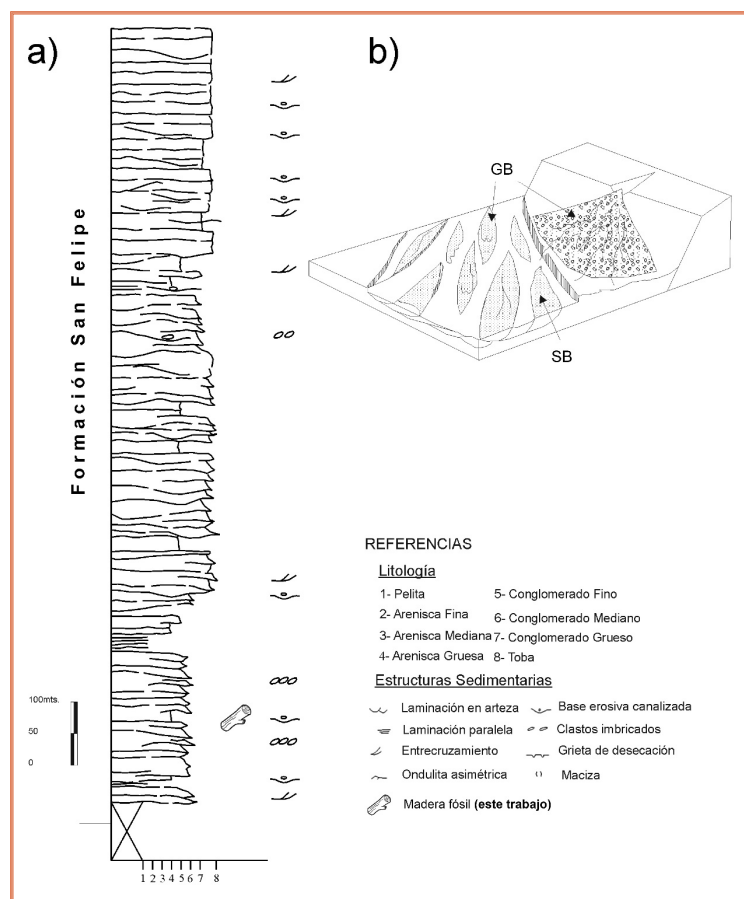 a)
b)
Formación San Felipe
GB
SB
100mts.
50
0
1 2 3 4 5 6 7 8
REFERENCIAS
Litología
1- Pelita
2- Arenisca Fina
3- Arenisca Mediana
4- Arenisca Gruesa
5- Conglomerado Fino
6- Conglomerado Mediano
7- Conglomerado Grueso
8- Toba
Estructuras Sedimentarias
Laminación en arteza
Laminación paralela
Entrecruzamiento
Ondulita asimétrica
Base erosiva canalizada
Clastos imbricados
Grieta de desecación
Maciza
Madera fósil (este trabajo)